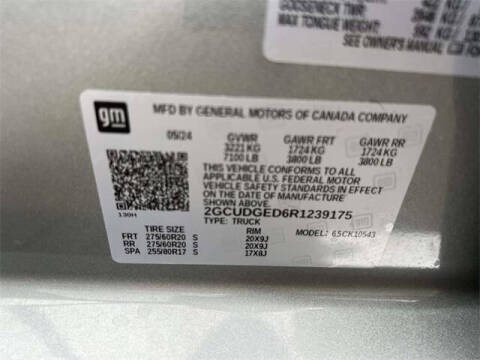 GOOSENECK TWR:
MAX TONGUE WEIGHT:
SEE OWNER'S MANUAL
gm
MFD BY GENERAL MOTORS OF CANADA COMPANY
05/24 GVWR GAWR FRT GAWR RR
3221 KG 1724 KG 1724 KG
7100 LB 3800 LB 3800 LB
THIS VEHICLE CONFORMS TO ALL
APPLICABLE U.S. FEDERAL MOTOR
VEHICLE SAFETY STANDARDS IN EFFECT
ON THE DATE OF MANUFACTURE
SHOWN ABOVE.
2GCUDGED6R1239175
TYPE: TRUCK
130H
TIRE SIZE RIM MODEL: 6.5CK10543
FRT 275/60R20 S 20X9J
RR 275/60R20 S 20X9J
SPA 255/80R17 S 17X8J